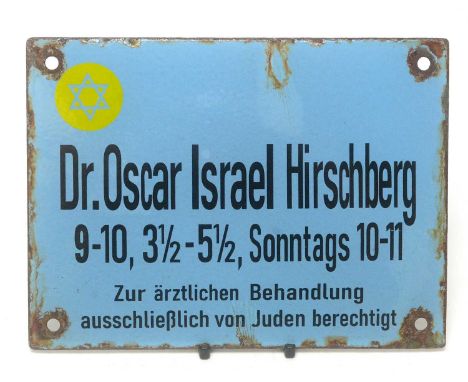 Dr. Oscar Israel Hirschberg
9-10, 3½-5½, Sonntags 10-11
Zur ärztlichen Behandlung
ausschließlich von Juden berechtigt